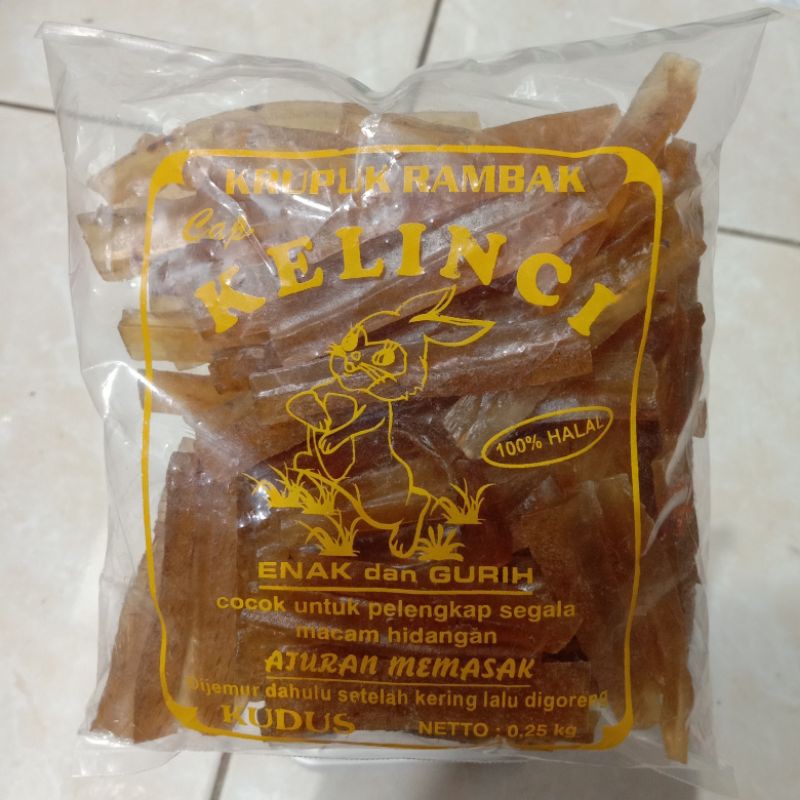 KRUPUK RAMBAK
Cap
KELINCI
100% HALAL
ENAK dan GURIH
cocok untuk pelengkap segala
macam hidangan
ATURAN MEMASAK
Dijemur dahulu setelah kering lalu digoreng
KUDUS NETTO : 0,25 kg